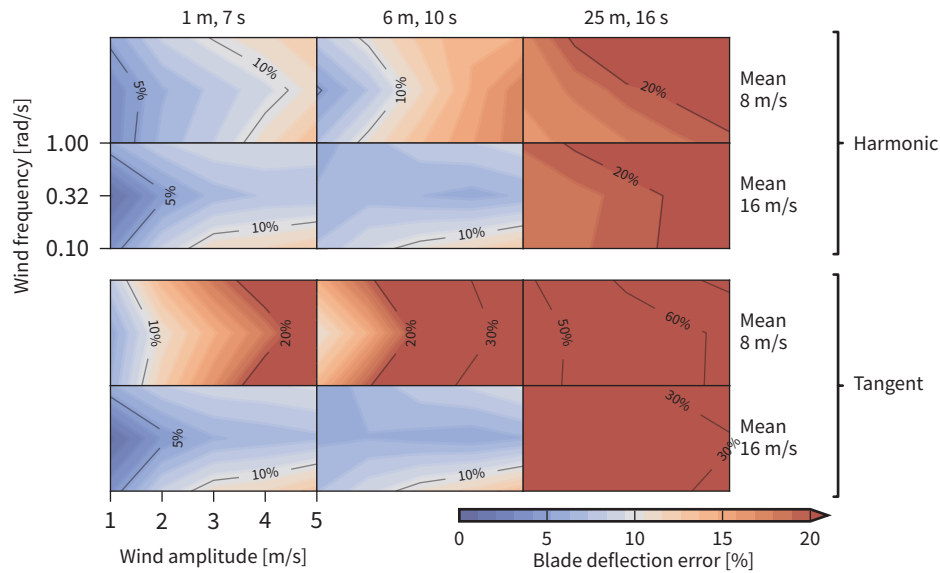 1 m, 7 s
6 m, 10 s
25 m, 16 s
5%
10%
10%
20%
Mean
8 m/s
Harmonic
Wind frequency [rad/s]
1.00
0.32
0.10
5%
10%
10%
20%
Mean
16 m/s
10%
20%
20%
30%
50%
60%
Mean
8 m/s
Tangent
5%
10%
10%
30%
30%
Mean
16 m/s
1
2
3
4
5
Wind amplitude [m/s]
0
5
10
15
20
Blade deflection error [%]